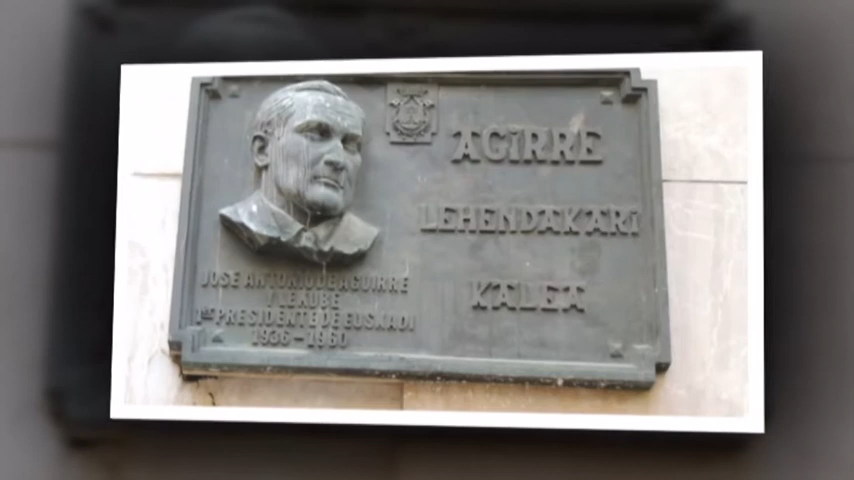 AGIRRE
LEHENDAKARI
KALEA
JOSE ANTONIO DE AGUIRRE
Y LEKUBE
1ER PRESIDENTE DE EUSKADI
1936-1960